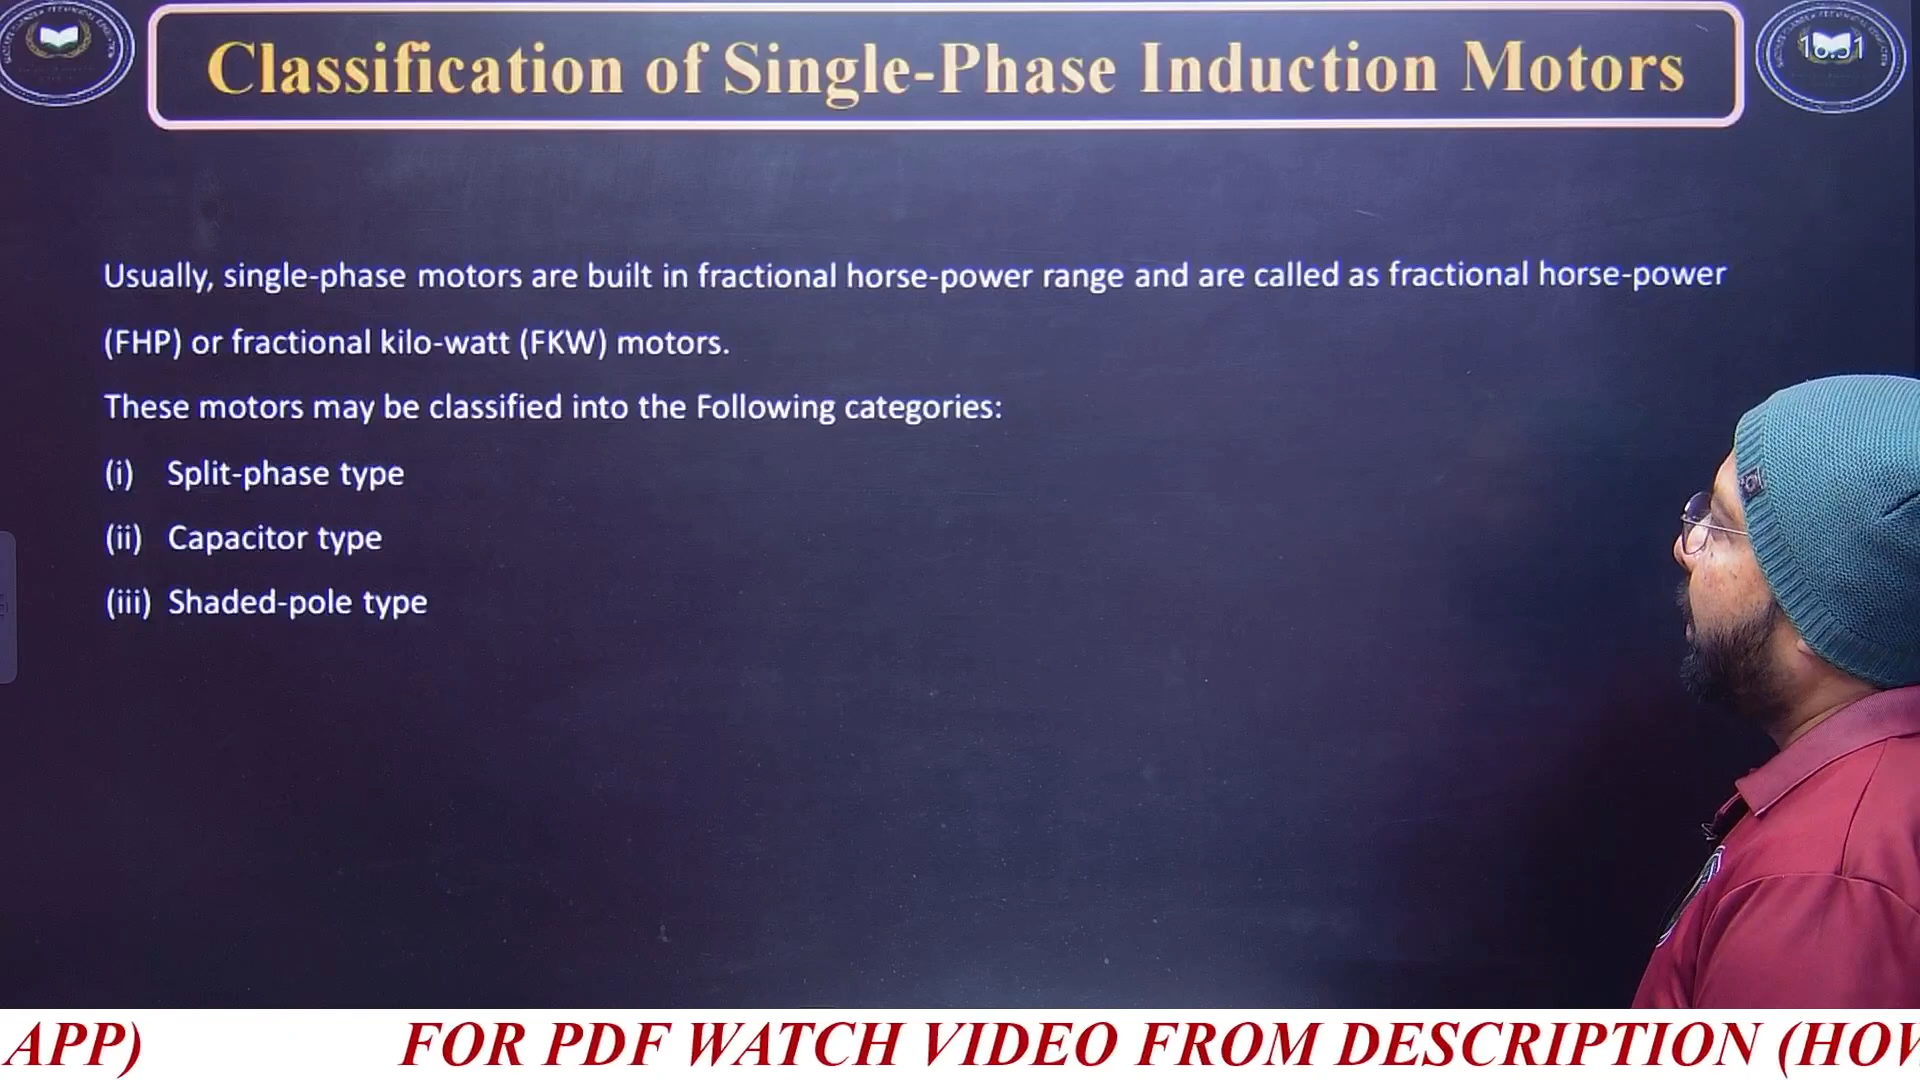 Classification of Single-Phase Induction Motors
Usually, single-phase motors are built in fractional horse-power range and are called as fractional horse-power
(FHP) or fractional kilo-watt (FKW) motors.
These motors may be classified into the Following categories:
(i) Split-phase type
(ii) Capacitor type
(iii) Shaded-pole type
APP) FOR PDF WATCH VIDEO FROM DESCRIPTION (HOW